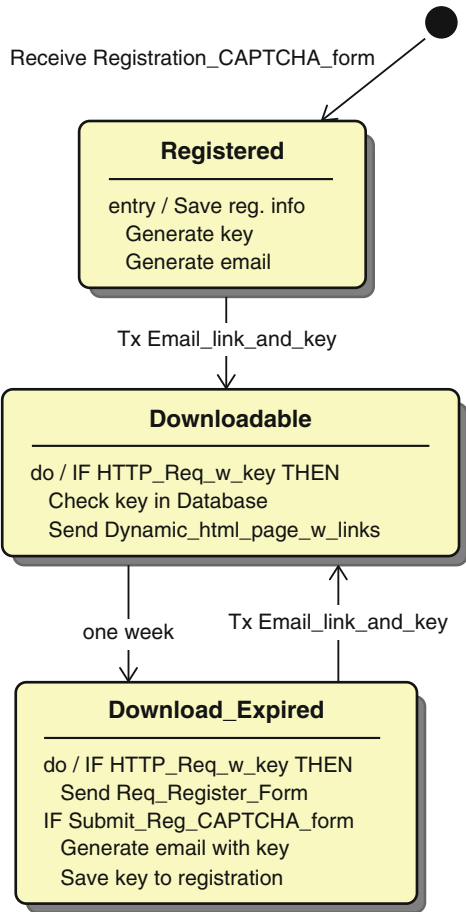 Receive Registration_CAPTCHA_form
Registered
entry / Save reg. info
Generate key
Generate email
Tx Email_link_and_key
Downloadable
do / IF HTTP_Req_w_key THEN
Check key in Database
Send Dynamic_html_page_w_links
one week
Tx Email_link_and_key
Download_Expired
do / IF HTTP_Req_w_key THEN
Send Req_Register_Form
IF Submit_Reg_CAPTCHA_form
Generate email with key
Save key to registration